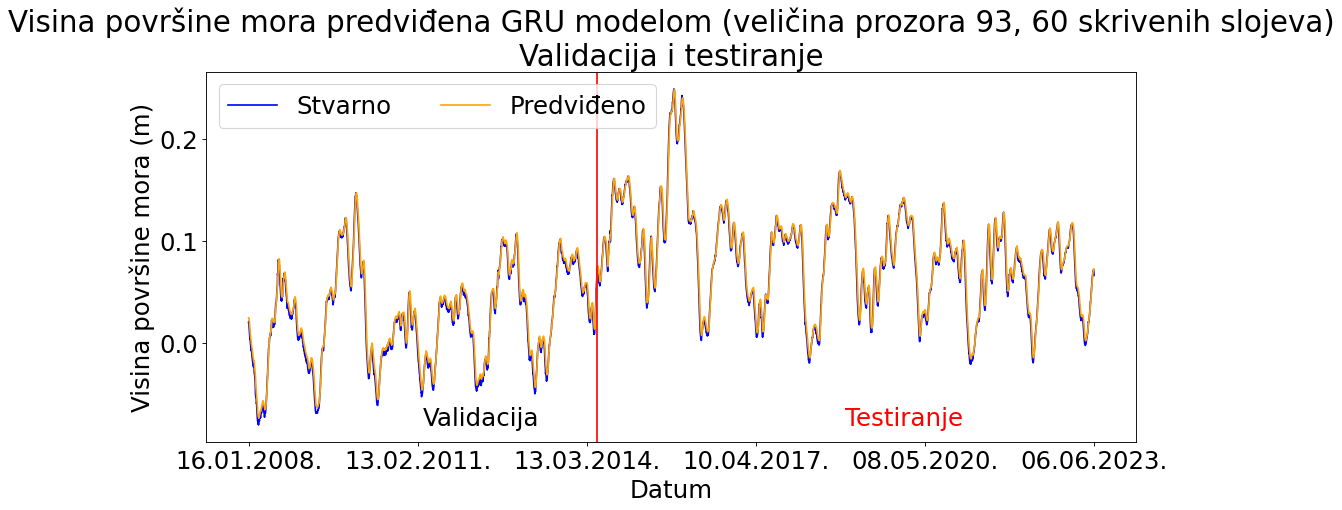 Visina površine mora predviđena GRU modelom (veličina prozora 93, 60 skrivenih slojeva)
Validacija i testiranje
Stvarno
Predviđeno
Visina površine mora (m)
0.2
0.1
0.0
Validacija
Testiranje
16.01.2008.
13.02.2011.
13.03.2014.
10.04.2017.
08.05.2020.
06.06.2023.
Datum